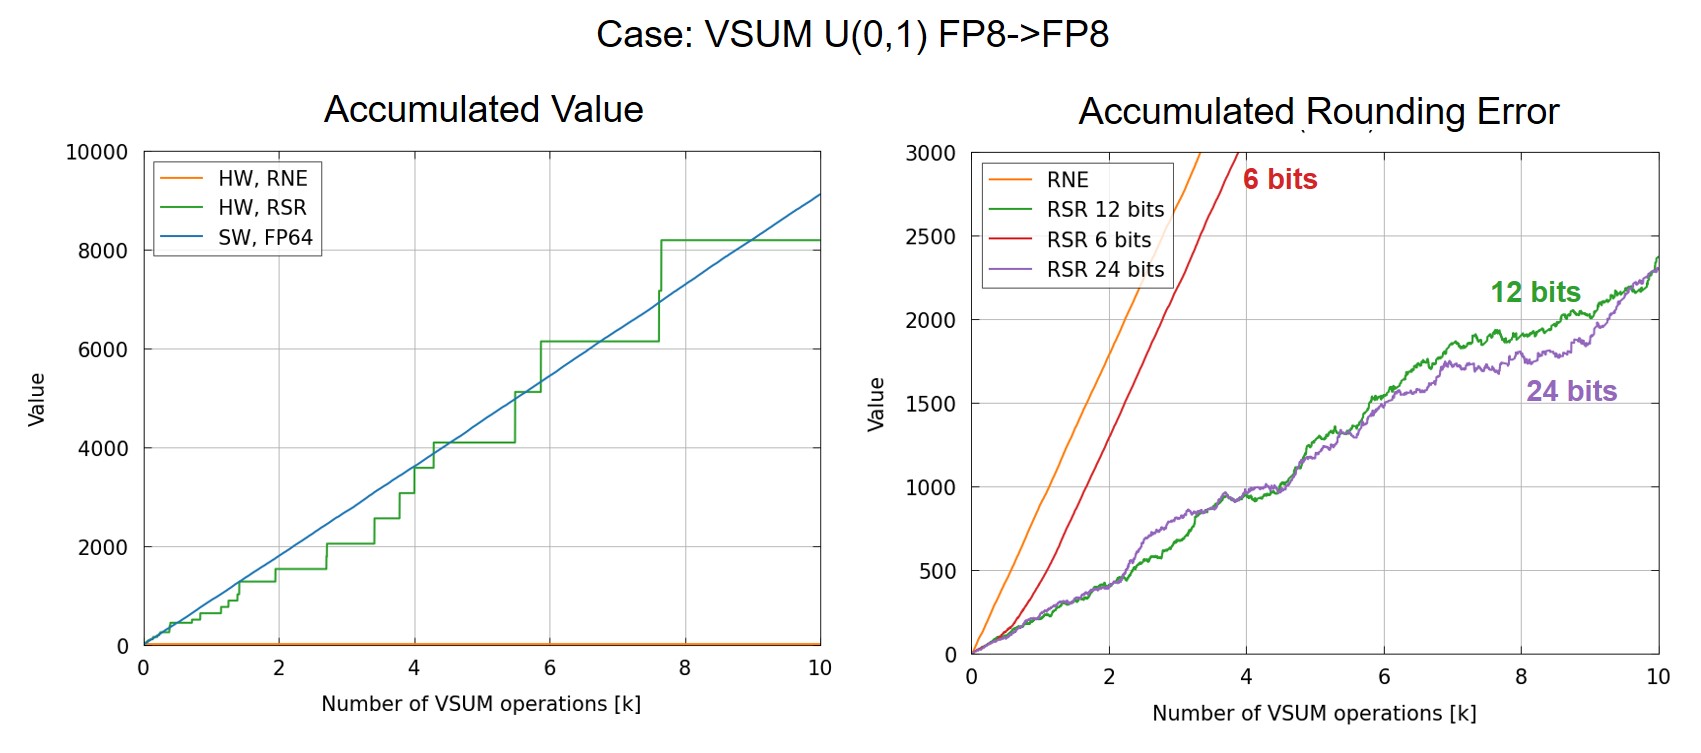 Case: VSUM U(0,1) FP8->FP8
Accumulated Value
10000
8000
6000
4000
2000
0
Value
HW, RNE
HW, RSR
SW, FP64
0 2 4 6 8 10
Number of VSUM operations [k]
Accumulated Rounding Error
3000
2500
2000
1500
1000
500
0
Value
RNE
RSR 12 bits
RSR 6 bits
RSR 24 bits
6 bits
12 bits
24 bits
0 2 4 6 8 10
Number of VSUM operations [k]